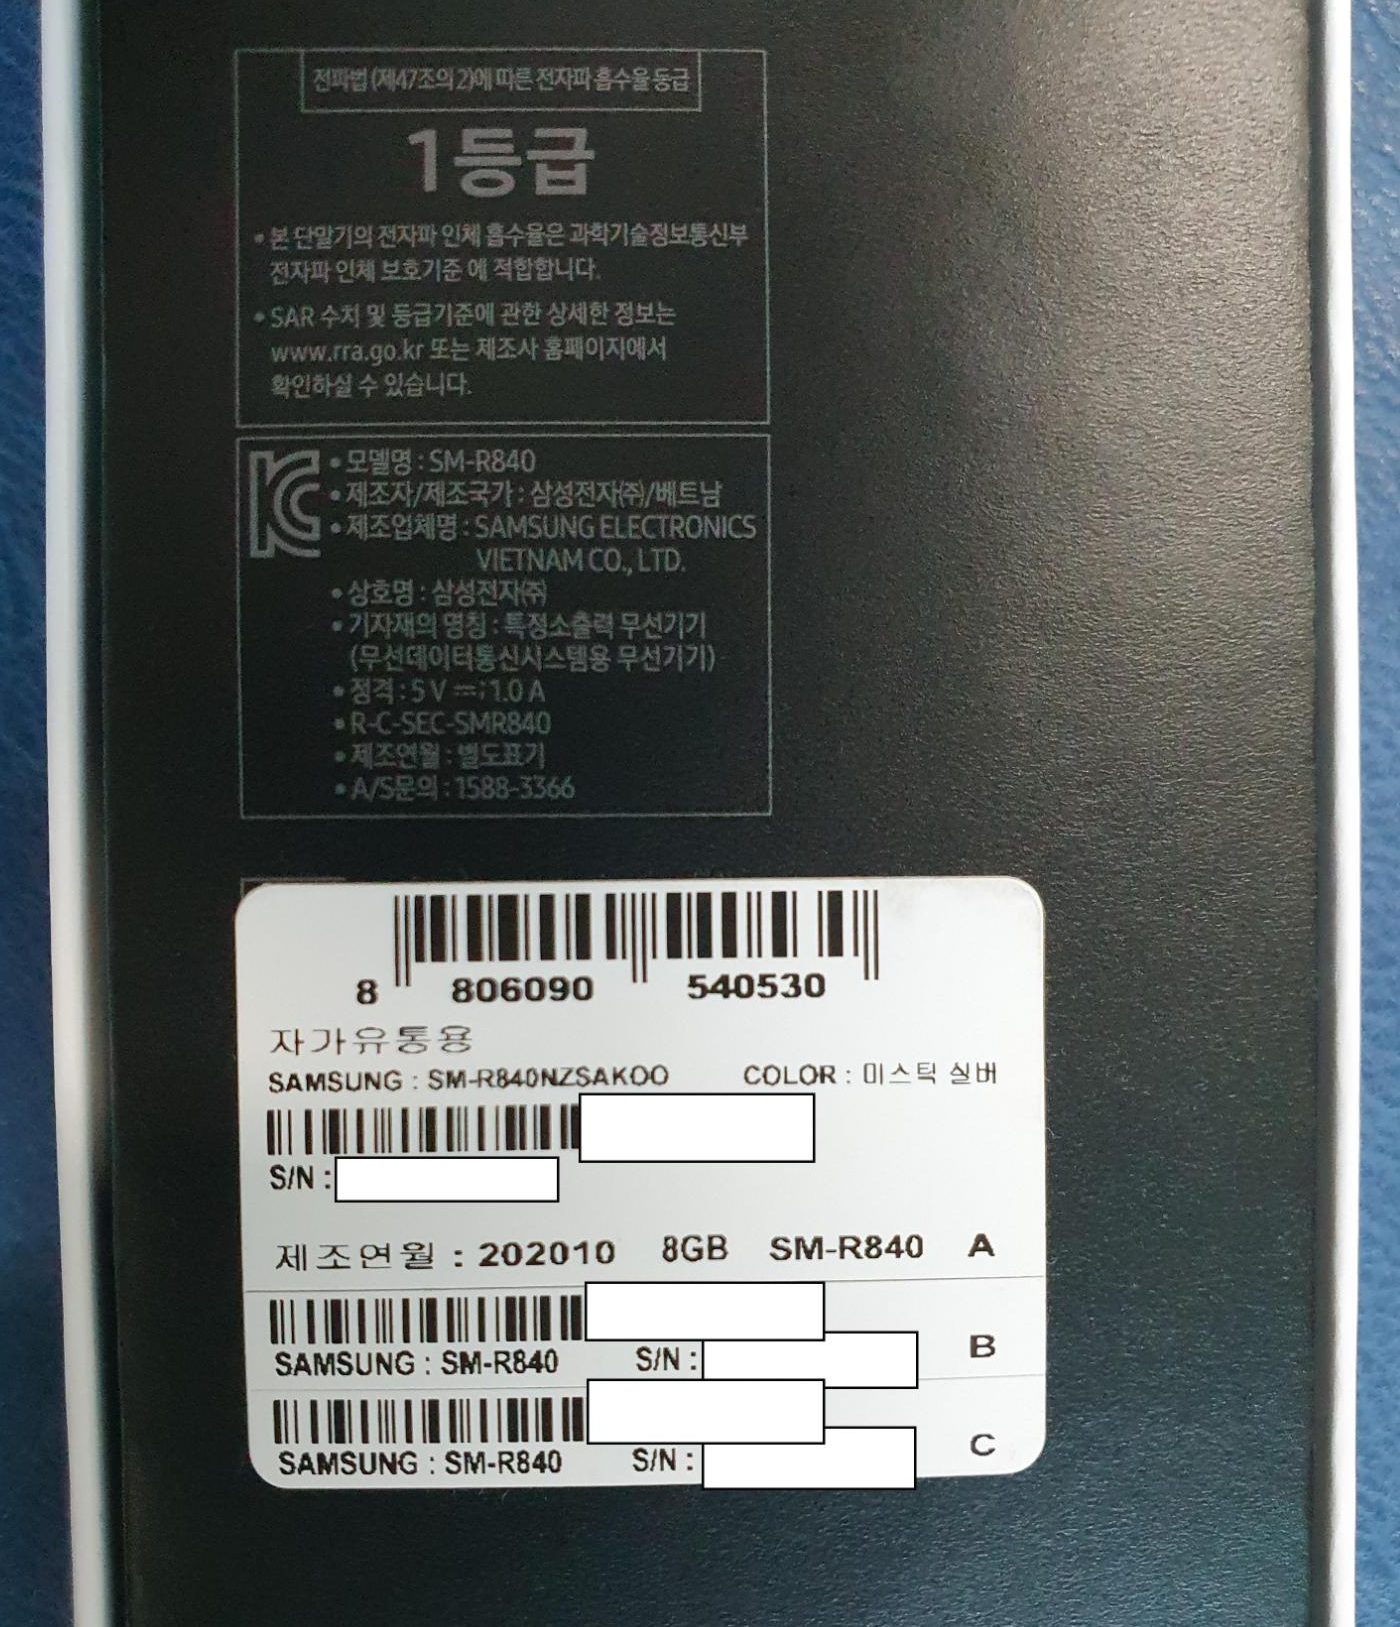 전파법 (제47조의 2)에 따른 전자파 흡수율 등급
1등급
• 본 단말기의 전자파 인체 흡수율은 과학기술정보통신부
전자파 인체 보호기준 에 적합합니다.
• SAR 수치 및 등급기준에 관한 상세한 정보는
www.rra.go.kr 또는 제조사 홈페이지에서
확인하실 수 있습니다.
• 모델명 : SM-R840
• 제조자/제조국가 : 삼성전자㈜/베트남
• 제조업체명 : SAMSUNG ELECTRONICS
VIETNAM CO., LTD.
• 상호명 : 삼성전자㈜
• 기자재의 명칭 : 특정소출력 무선기기
(무선데이터통신시스템용 무선기기)
• 정격 : 5 V ⎓; 1.0 A
• R-C-SEC-SMR840
• 제조연월 : 별도표기
• A/S문의 : 1588-3366
8 806090 540530
자가유통용
SAMSUNG : SM-R840NZSAKOO COLOR : 미스틱 실버
S/N :
제조연월 : 202010 8GB SM-R840 A
SAMSUNG : SM-R840 S/N : B
SAMSUNG : SM-R840 S/N : C